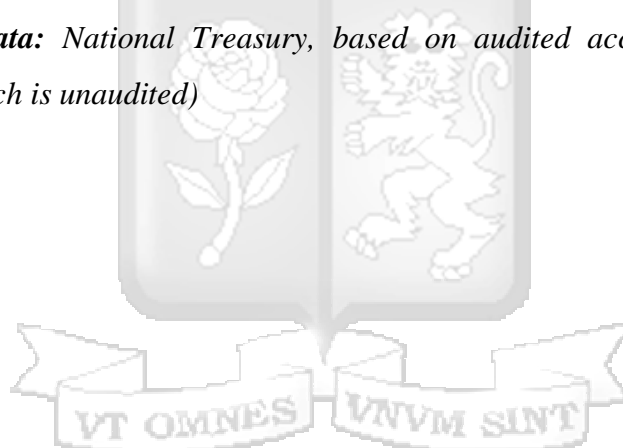 ata: National Treasury, based on audited acc
ch is unaudited)
VT OMNES VNVM SINT